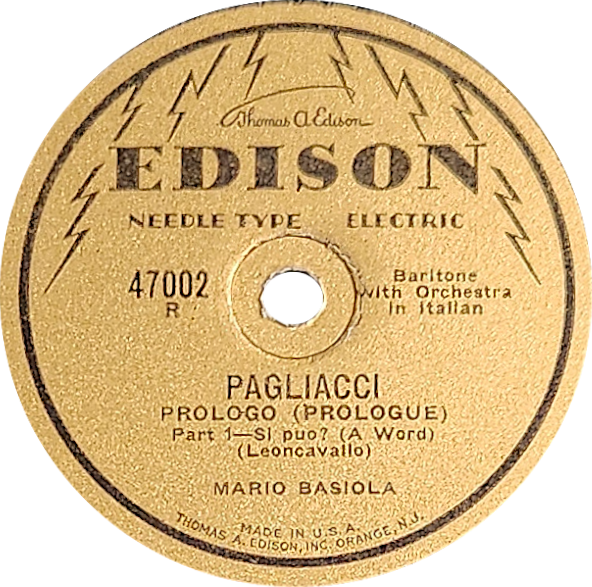 Thomas A Edison
EDISON
NEEDLE TYPE ELECTRIC
47002
R
Baritone
with Orchestra
in Italian
PAGLIACCI
PROLOGO (PROLOGUE)
Part 1—Si puo? (A Word)
(Leoncavallo)
MARIO BASIOLA
MADE IN U.S.A.
THOMAS A. EDISON, INC. ORANGE, N.J.